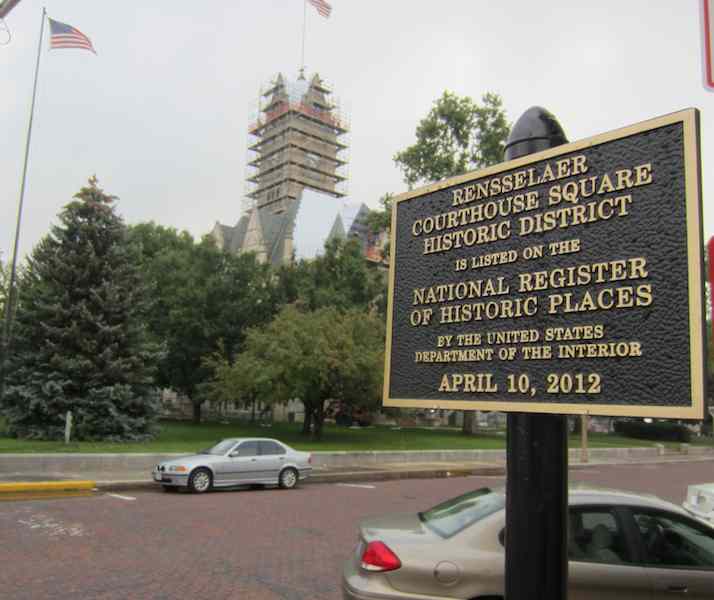 RENSSELAER
COURTHOUSE SQUARE
HISTORIC DISTRICT
IS LISTED ON THE
NATIONAL REGISTER
OF HISTORIC PLACES
BY THE UNITED STATES
DEPARTMENT OF THE INTERIOR
APRIL 10, 2012